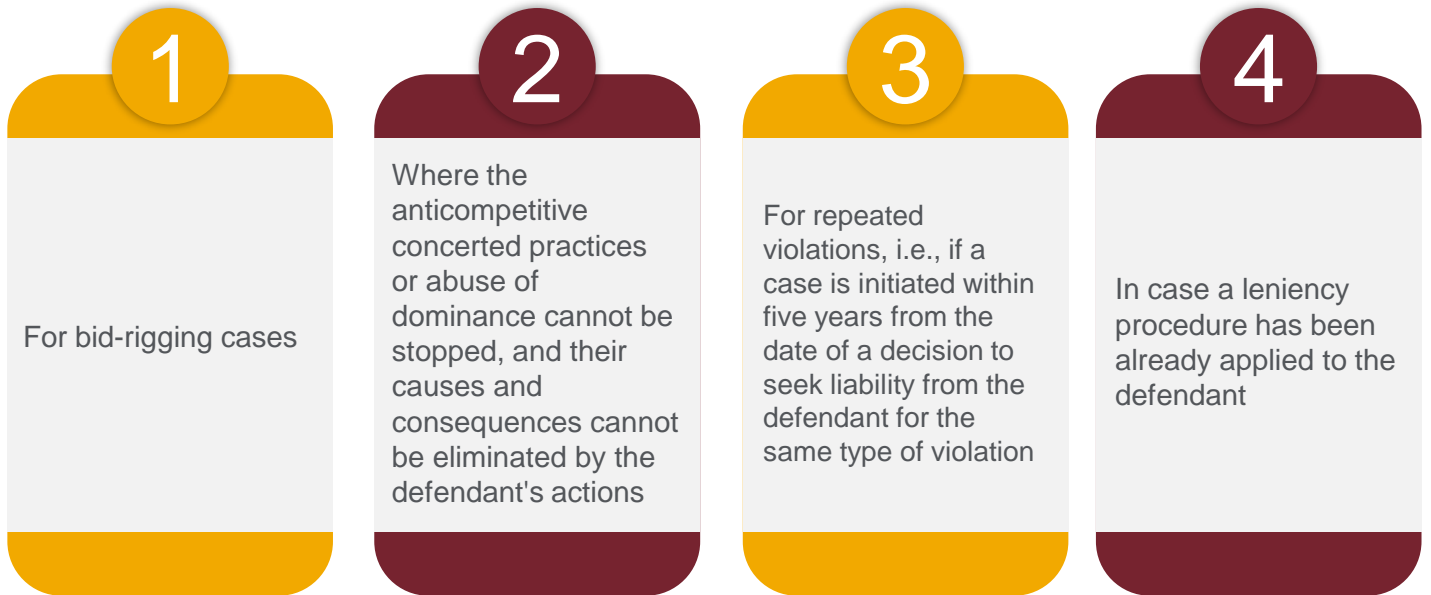 1
For bid-rigging cases
2
Where the
anticompetitive
concerted practices
or abuse of
dominance cannot be
stopped, and their
causes and
consequences cannot
be eliminated by the
defendant's actions
3
For repeated
violations, i.e., if a
case is initiated within
five years from the
date of a decision to
seek liability from the
defendant for the
same type of violation
4
In case a leniency
procedure has been
already applied to the
defendant